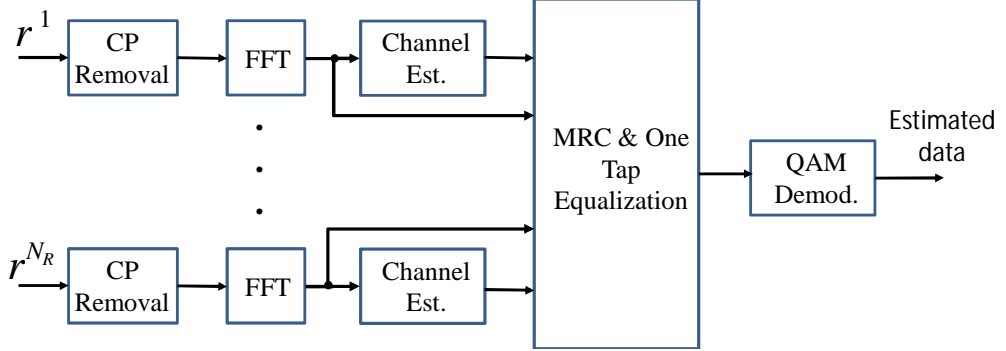 r 1
CP
Removal
FFT
Channel
Est.
MRC & One
Tap
Equalization
QAM
Demod.
Estimated
data
r N_R
CP
Removal
FFT
Channel
Est.